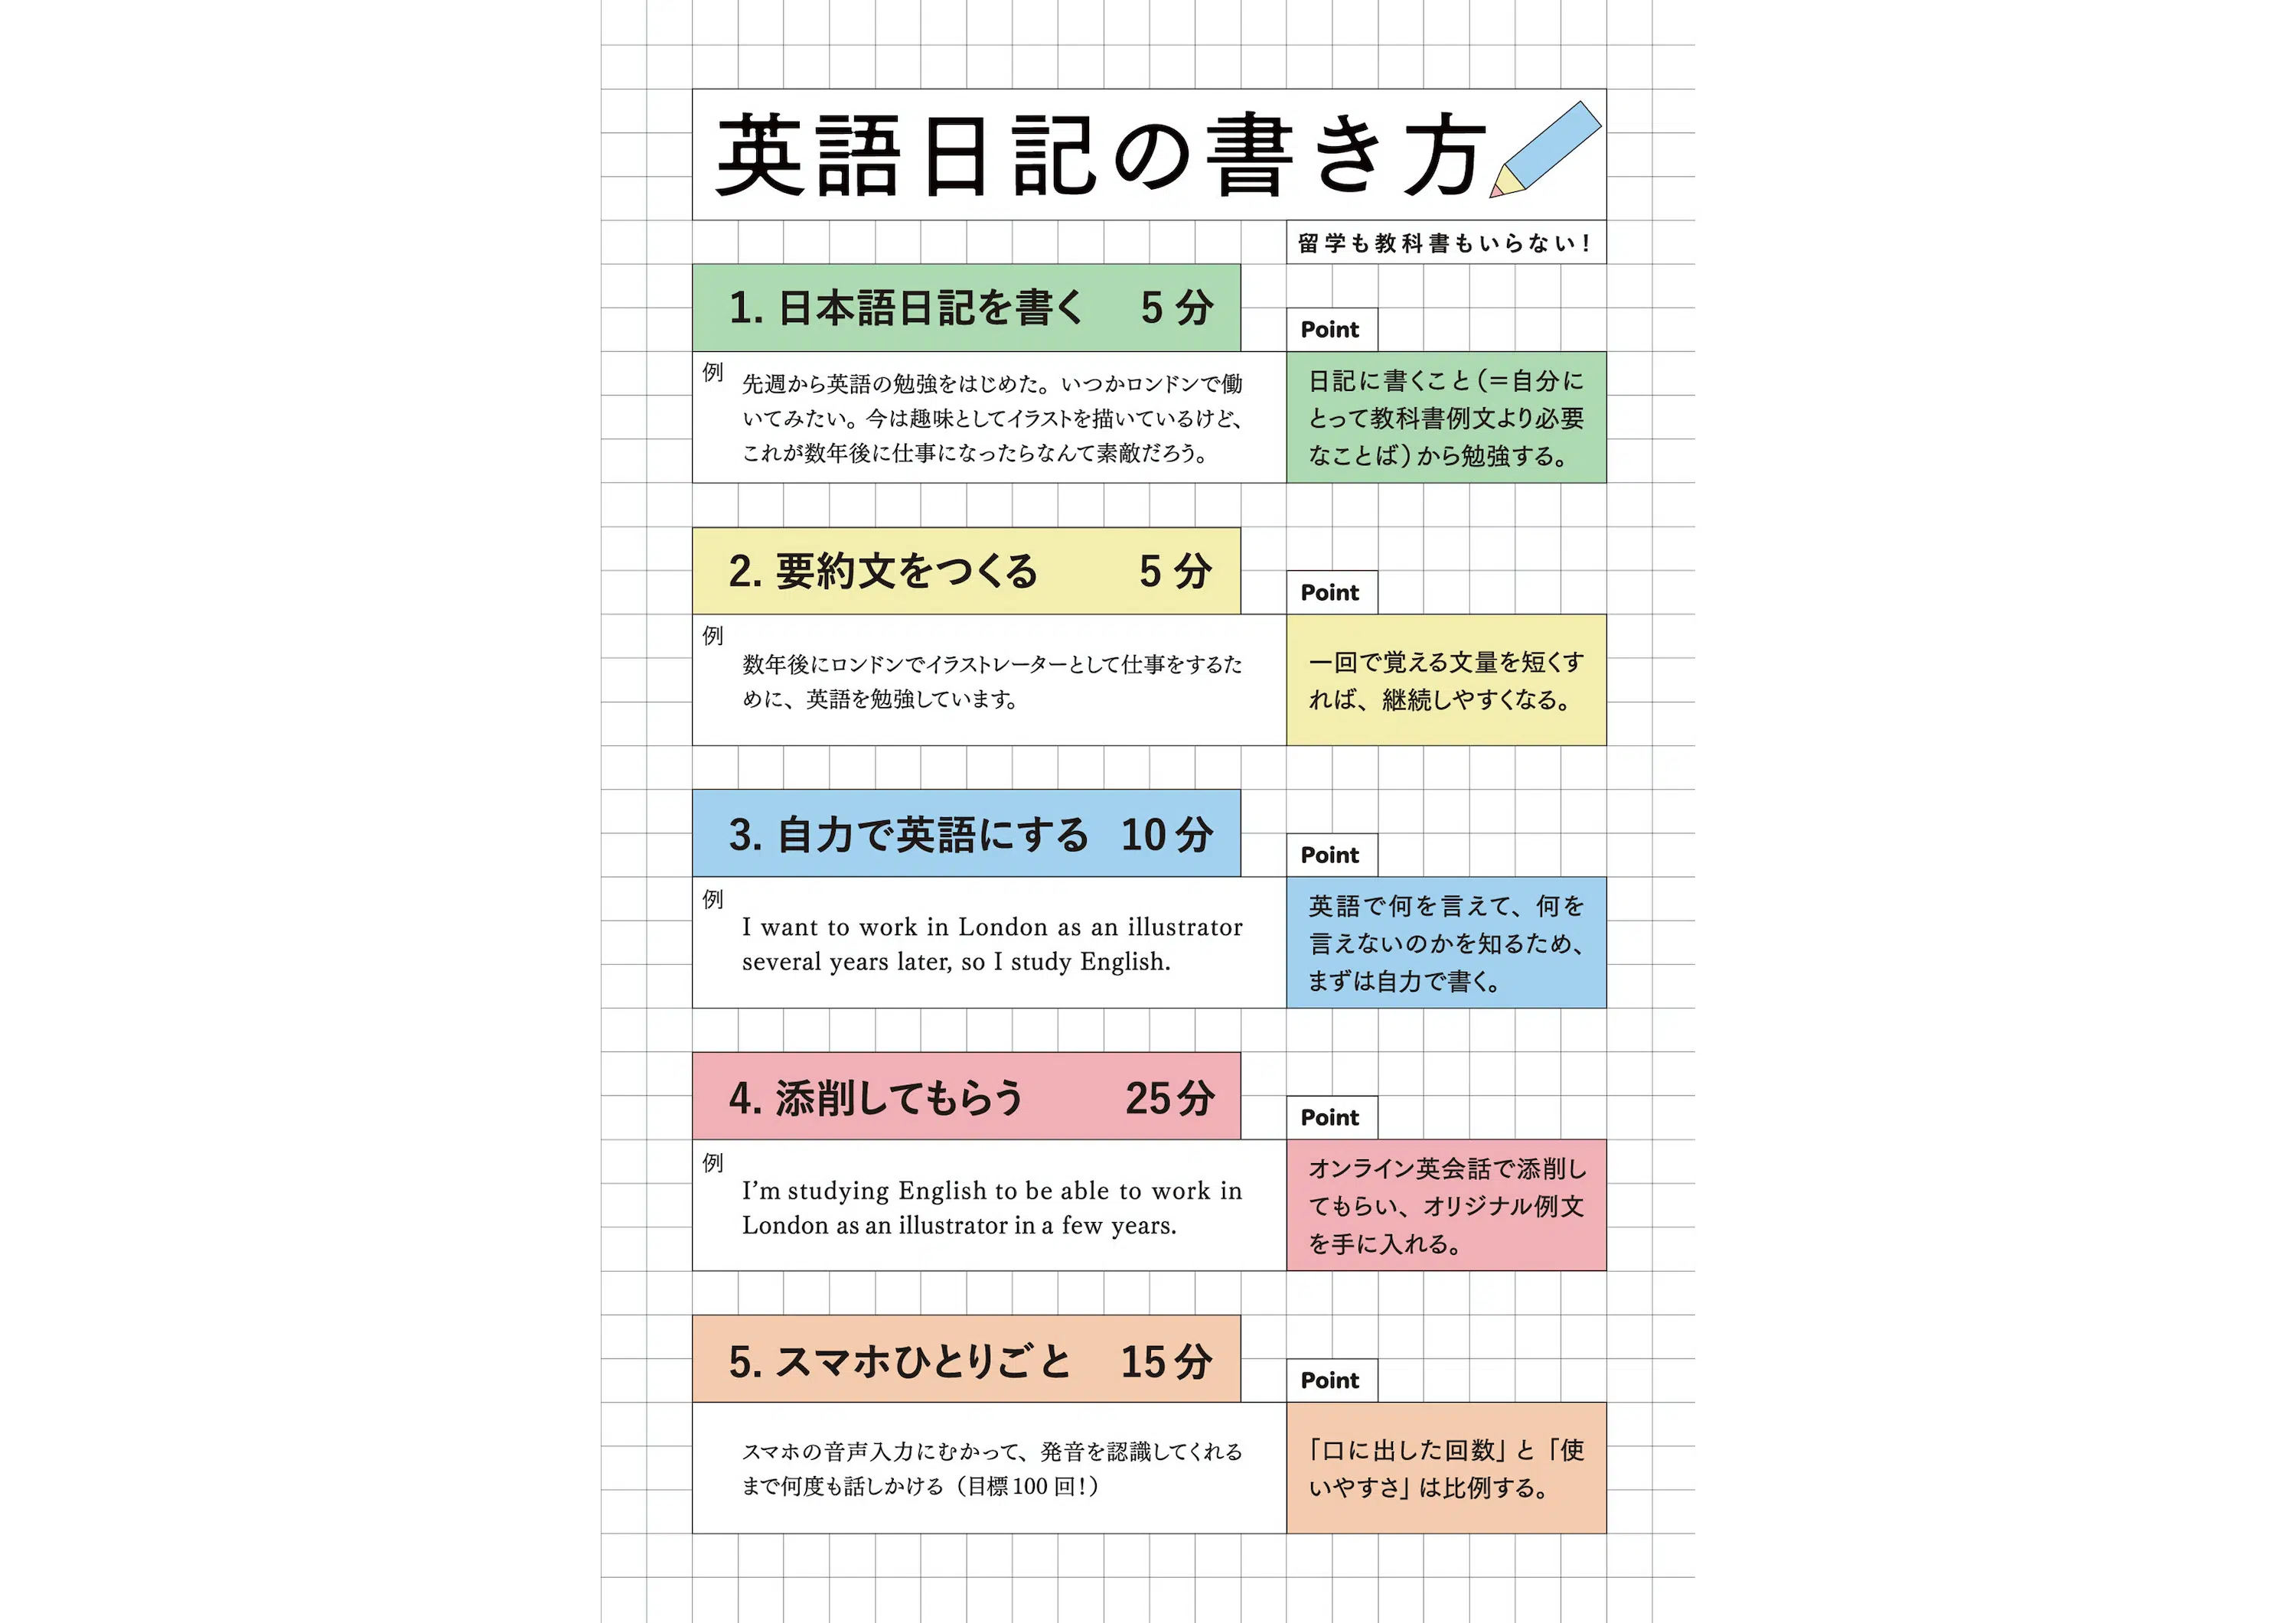 英語日記の書き方
留学も教科書もいらない！
1. 日本語日記を書く 5 分
例
先週から英語の勉強をはじめた。いつかロンドンで働
いてみたい。今は趣味としてイラストを描いているけど、
これが数年後に仕事になったらなんて素敵だろう。
Point
日記に書くこと（＝自分に
とって教科書例文より必要
なことば）から勉強する。
2. 要約文をつくる 5 分
例
数年後にロンドンでイラストレーターとして仕事をするた
めに、英語を勉強しています。
Point
一回で覚える文量を短くす
れば、継続しやすくなる。
3. 自力で英語にする 10 分
例
I want to work in London as an illustrator
several years later, so I study English.
Point
英語で何を言えて、何を
言えないのかを知るため、
まずは自力で書く。
4. 添削してもらう 25 分
例
I’m studying English to be able to work in
London as an illustrator in a few years.
Point
オンライン英会話で添削し
てもらい、オリジナル例文
を手に入れる。
5. スマホひとりごと 15 分
スマホの音声入力にむかって、発音を認識してくれる
まで何度も話しかける（目標 100 回！）
Point
「口に出した回数」と「使
いやすさ」は比例する。